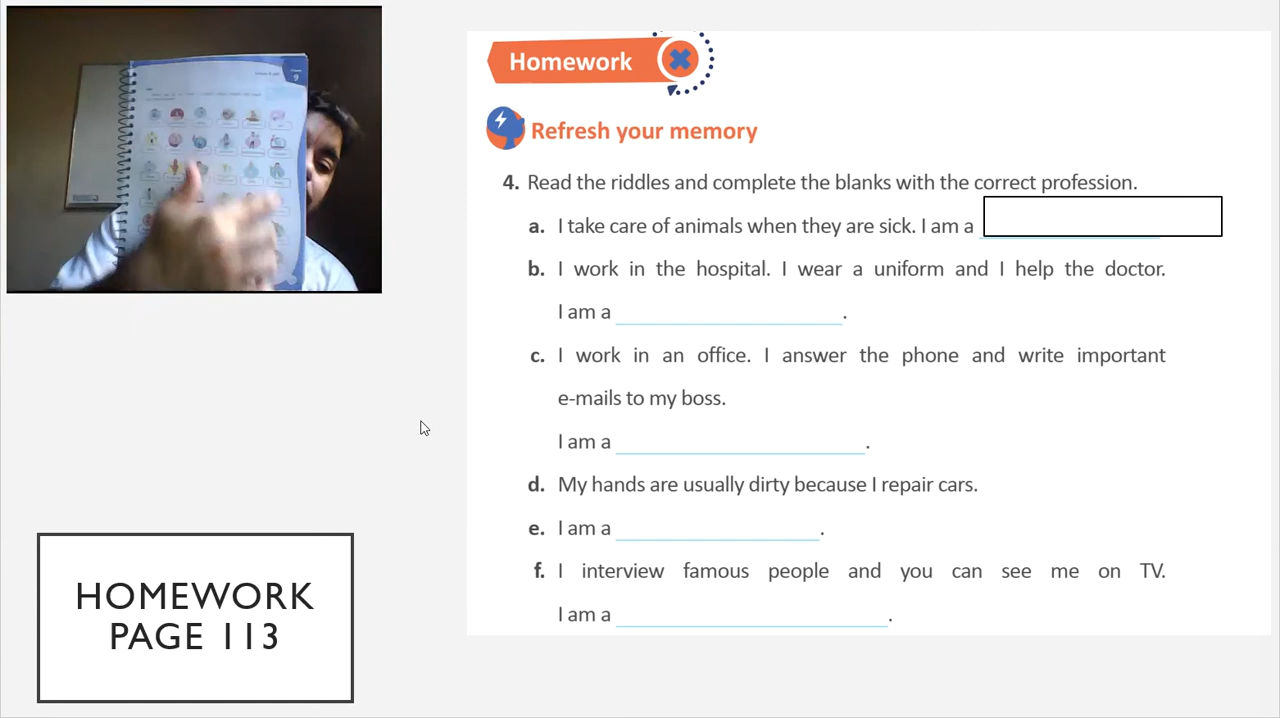 Homework
Refresh your memory
4. Read the riddles and complete the blanks with the correct profession.
a. I take care of animals when they are sick. I am a
b. I work in the hospital. I wear a uniform and I help the doctor.
I am a .
c. I work in an office. I answer the phone and write important
e-mails to my boss.
I am a .
d. My hands are usually dirty because I repair cars.
e. I am a .
f. I interview famous people and you can see me on TV.
I am a .
HOMEWORK
PAGE 113
9